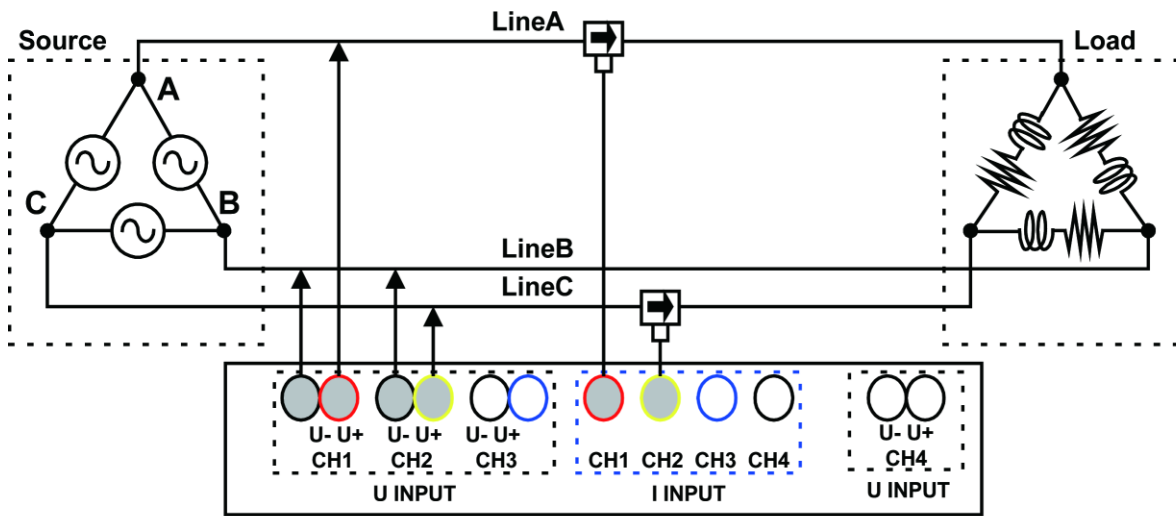 LineA
Source
Load
A
C
B
LineB
LineC
U- U+ U- U+ U- U+ U- U+
CH1 CH2 CH3 CH1 CH2 CH3 CH4 CH4
U INPUT I INPUT U INPUT